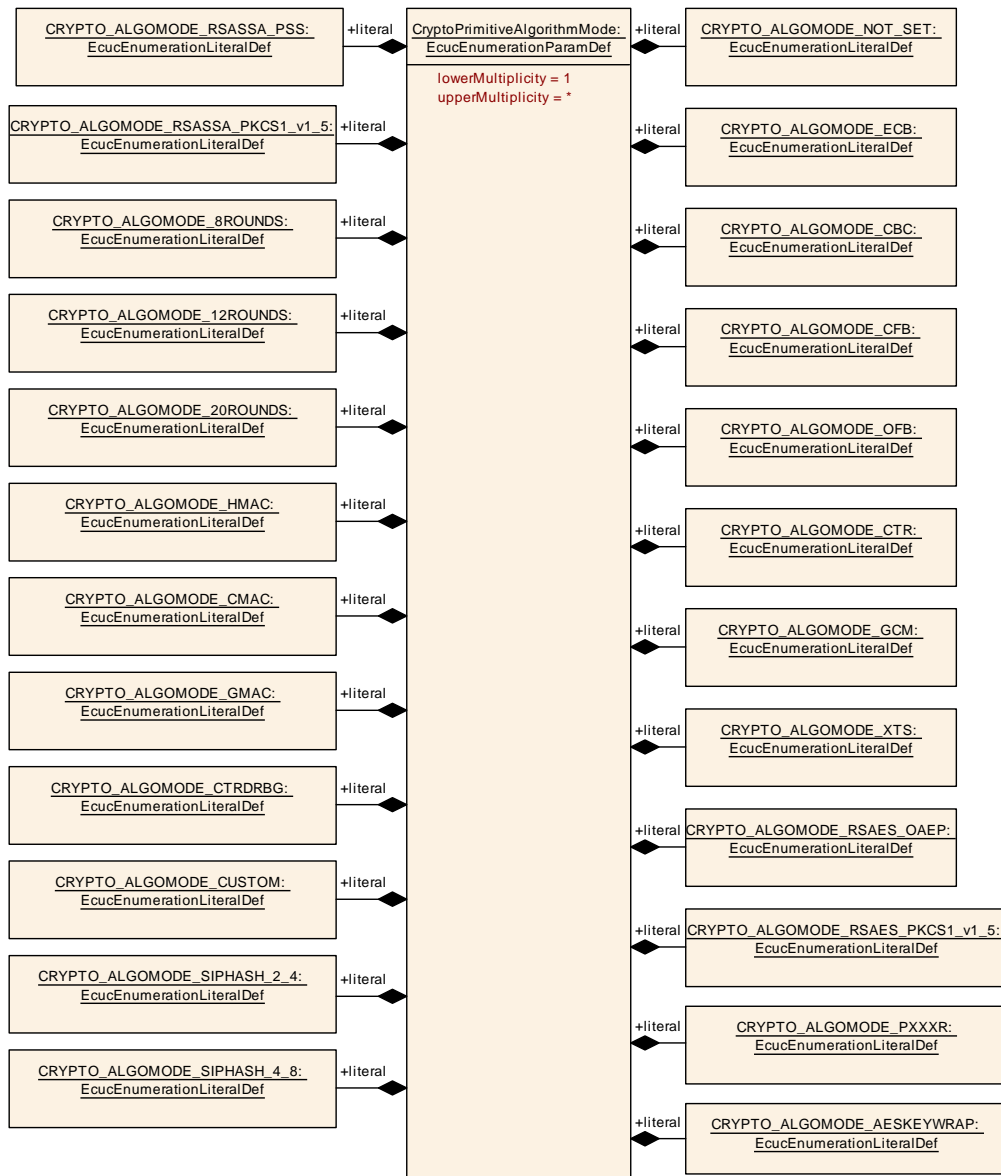 CRYPTO_ALGOMODE_RSASSA_PSS:
EcucEnumerationLiteralDef
+literal
CryptoPrimitiveAlgorithmMode:
EcucEnumerationParamDef
lowerMultiplicity = 1
upperMultiplicity = *
+literal
CRYPTO_ALGOMODE_NOT_SET:
EcucEnumerationLiteralDef
CRYPTO_ALGOMODE_RSASSA_PKCS1_v1_5:
EcucEnumerationLiteralDef
+literal
+literal
CRYPTO_ALGOMODE_ECB:
EcucEnumerationLiteralDef
CRYPTO_ALGOMODE_8ROUNDS:
EcucEnumerationLiteralDef
+literal
+literal
CRYPTO_ALGOMODE_CBC:
EcucEnumerationLiteralDef
CRYPTO_ALGOMODE_12ROUNDS:
EcucEnumerationLiteralDef
+literal
+literal
CRYPTO_ALGOMODE_CFB:
EcucEnumerationLiteralDef
CRYPTO_ALGOMODE_20ROUNDS:
EcucEnumerationLiteralDef
+literal
+literal
CRYPTO_ALGOMODE_OFB:
EcucEnumerationLiteralDef
CRYPTO_ALGOMODE_HMAC:
EcucEnumerationLiteralDef
+literal
+literal
CRYPTO_ALGOMODE_CTR:
EcucEnumerationLiteralDef
CRYPTO_ALGOMODE_CMAC:
EcucEnumerationLiteralDef
+literal
+literal
CRYPTO_ALGOMODE_GCM:
EcucEnumerationLiteralDef
CRYPTO_ALGOMODE_GMAC:
EcucEnumerationLiteralDef
+literal
+literal
CRYPTO_ALGOMODE_XTS:
EcucEnumerationLiteralDef
CRYPTO_ALGOMODE_CTRDRBG:
EcucEnumerationLiteralDef
+literal
+literal
CRYPTO_ALGOMODE_RSAES_OAEP:
EcucEnumerationLiteralDef
CRYPTO_ALGOMODE_CUSTOM:
EcucEnumerationLiteralDef
+literal
+literal
CRYPTO_ALGOMODE_RSAES_PKCS1_v1_5:
EcucEnumerationLiteralDef
CRYPTO_ALGOMODE_SIPHASH_2_4:
EcucEnumerationLiteralDef
+literal
+literal
CRYPTO_ALGOMODE_PXXXR:
EcucEnumerationLiteralDef
CRYPTO_ALGOMODE_SIPHASH_4_8:
EcucEnumerationLiteralDef
+literal
+literal
CRYPTO_ALGOMODE_AESKEYWRAP:
EcucEnumerationLiteralDef